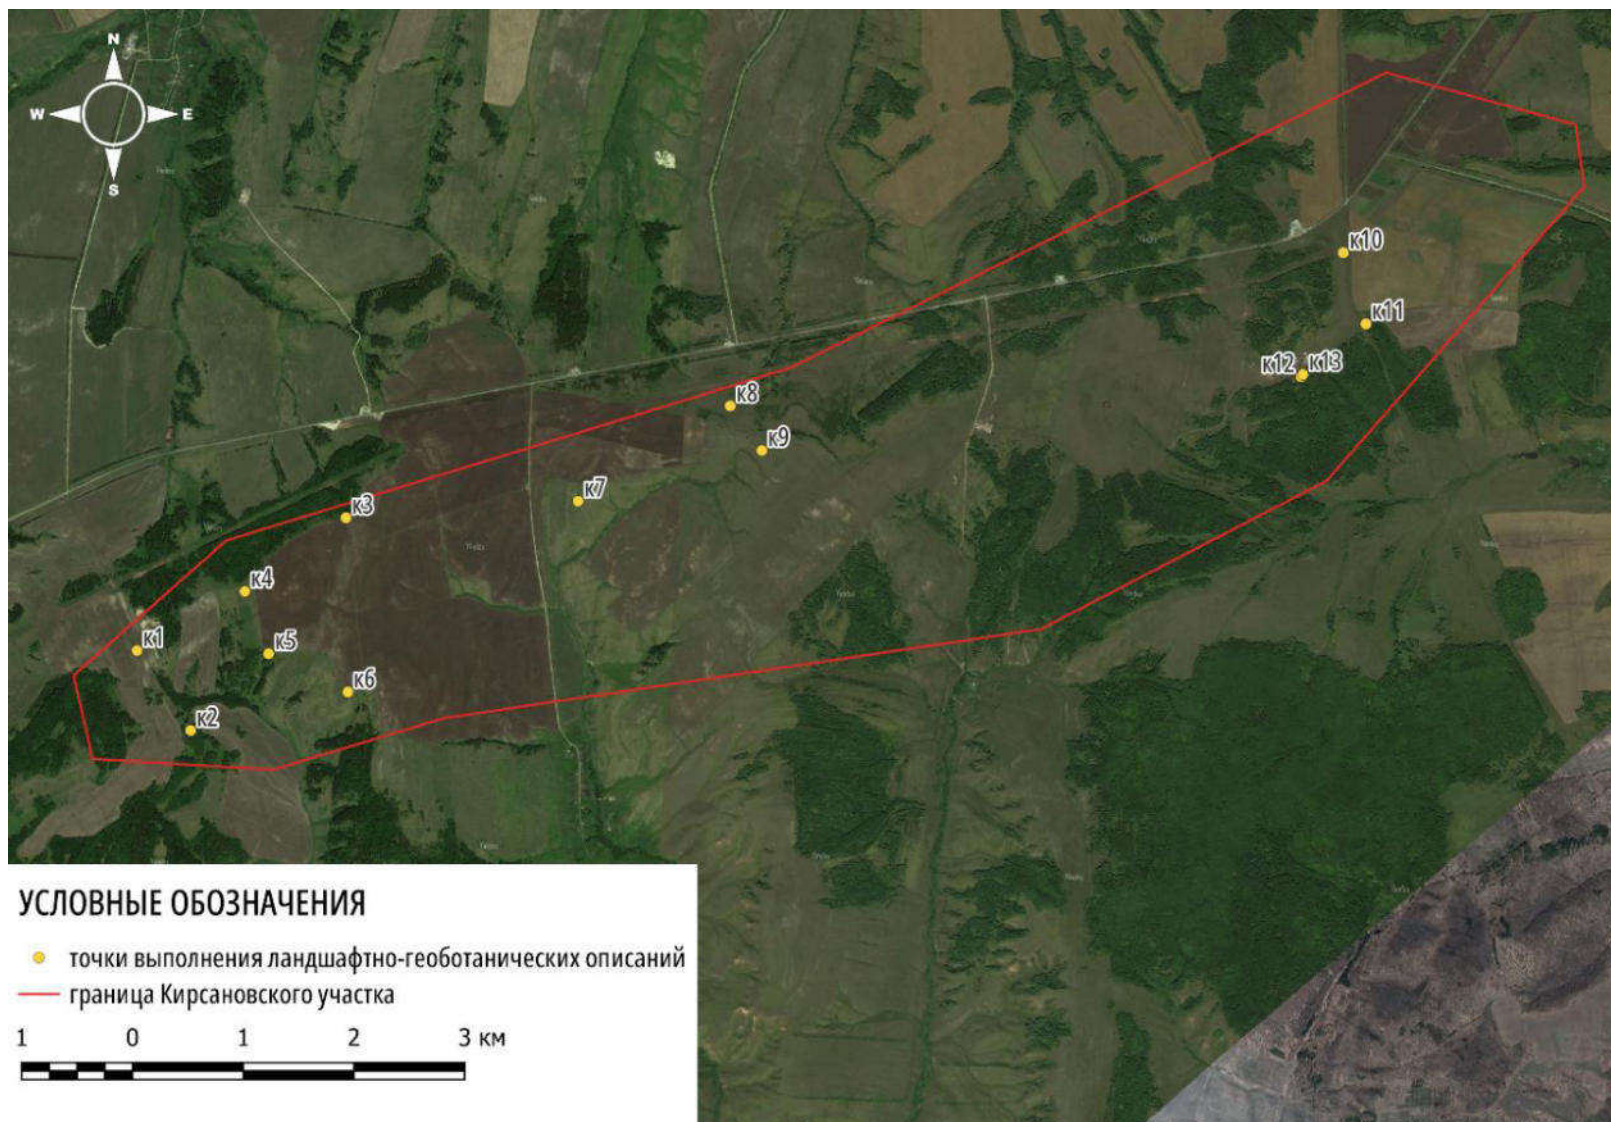 N
W E
S
к10
к11
к12 к13
к8
к9
к7
к3
к4
к1
к5
к6
к2
УСЛОВНЫЕ ОБОЗНАЧЕНИЯ
точки выполнения ландшафтно-геоботанических описаний
граница Кирсановского участка
1 0 1 2 3 км